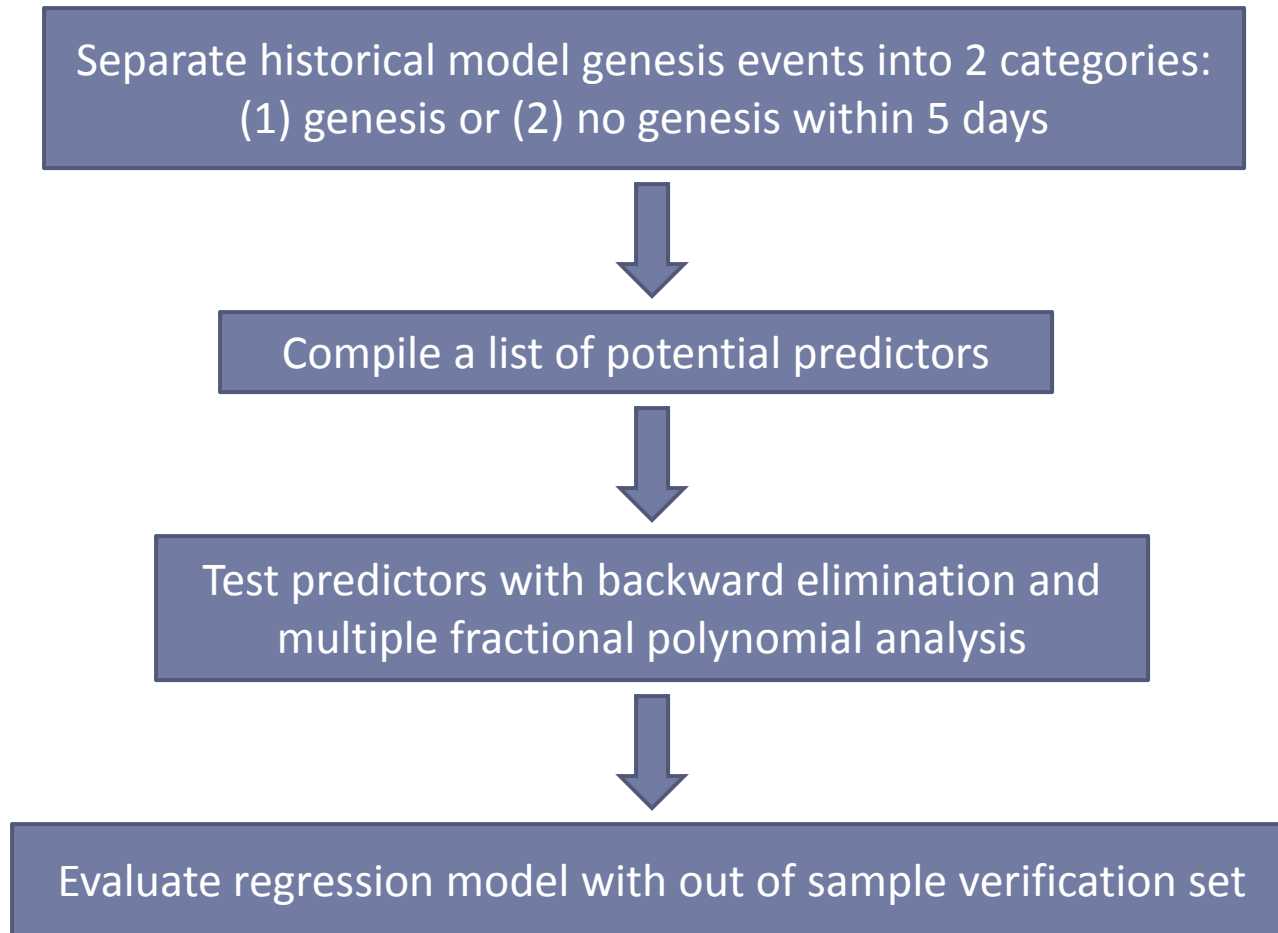 Separate historical model genesis events into 2 categories:
(1) genesis or (2) no genesis within 5 days
Compile a list of potential predictors
Test predictors with backward elimination and
multiple fractional polynomial analysis
Evaluate regression model with out of sample verification set